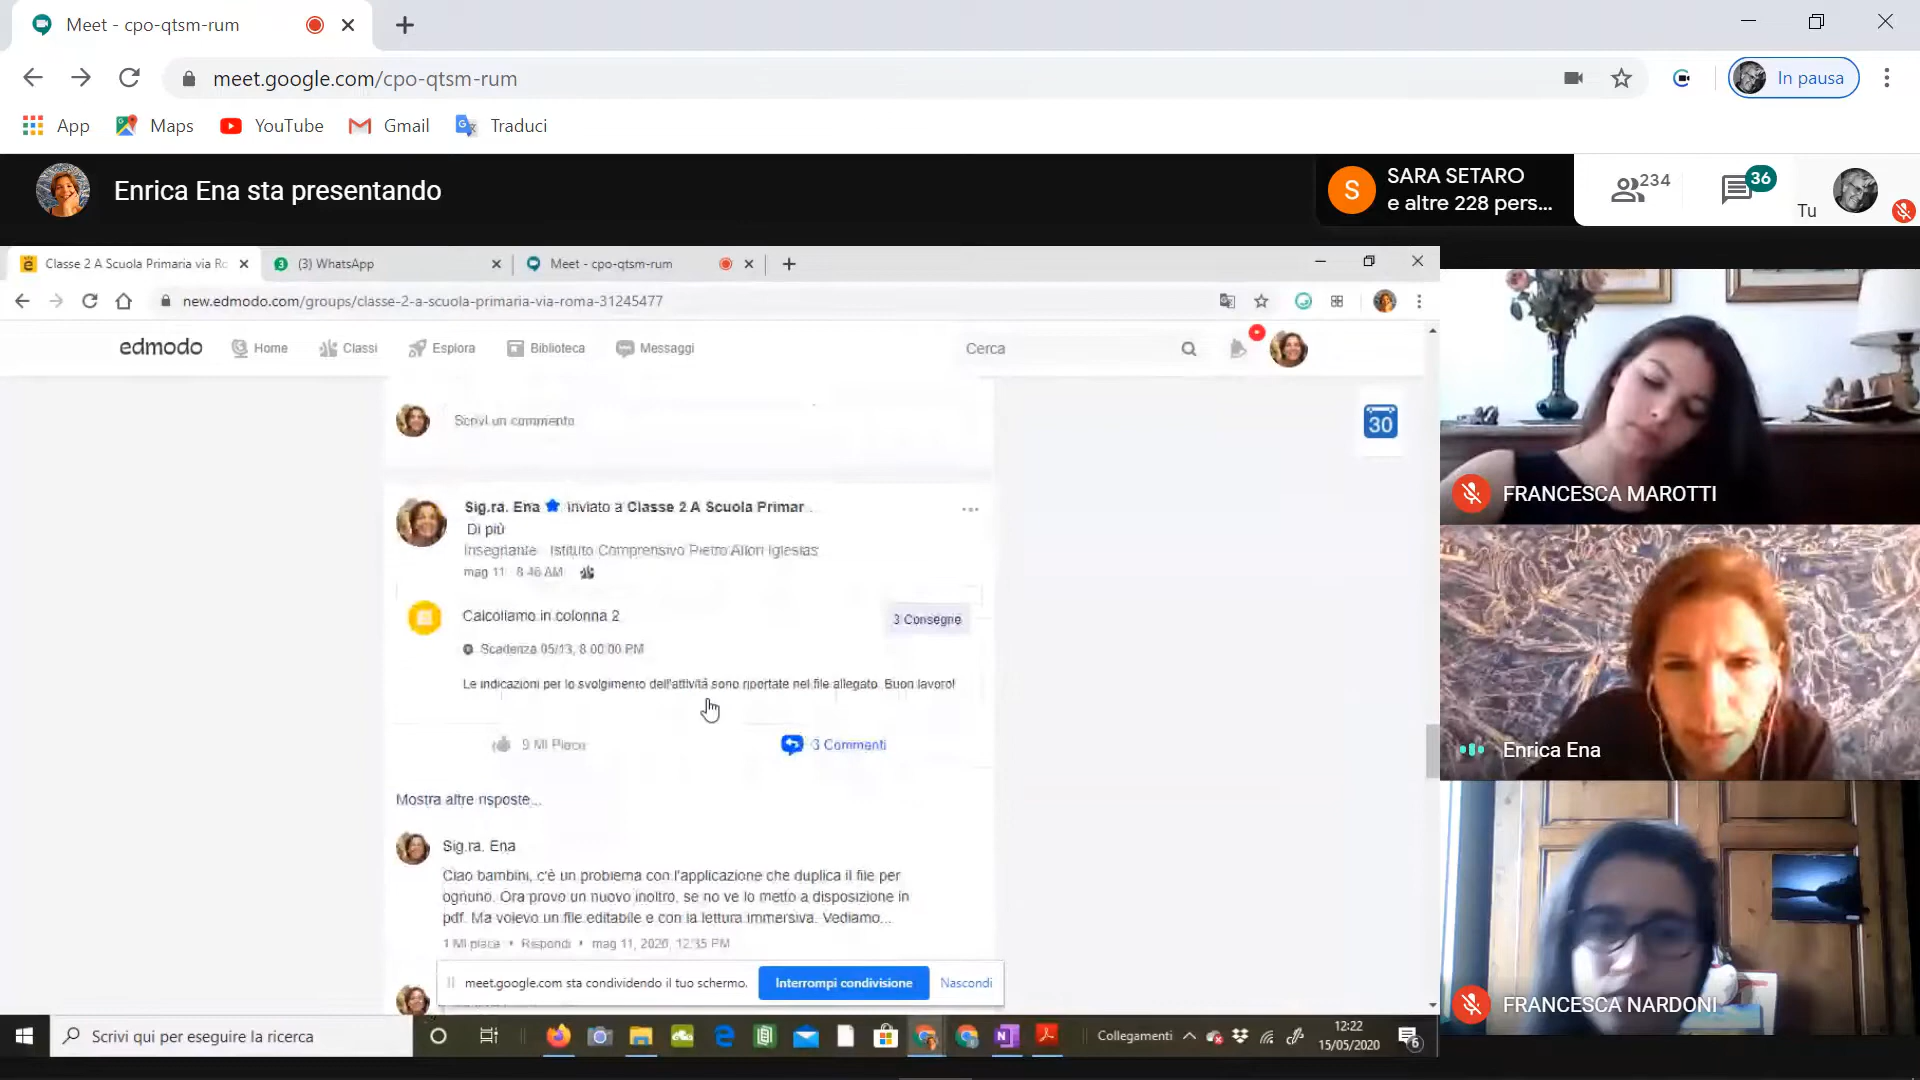 Meet - cpo-qtsm-rum
meet.google.com/cpo-qtsm-rum
In pausa
App
Maps
YouTube
Gmail
Traduci
Enrica Ena sta presentando
S
SARA SETARO
e altre 228 pers...
234
36
Tu
Classe 2 A Scuola Primaria via Ro
(3) WhatsApp
Meet - cpo-qtsm-rum
new.edmodo.com/groups/classe-2-a-scuola-primaria-via-roma-31245477
edmodo
Home
Classi
Esplora
Biblioteca
Messaggi
Cerca
Scrivi un commento
30
Sig.ra. Ena inviato a Classe 2 A Scuola Primar .
Di più
Insegnante Istituto Comprensivo Pietro Allori Iglesias
mag 11 8:46 AM
Calcoliamo in colonna 2
3 Consegne
Scadenza 05/13, 8:00:00 PM
Le indicazioni per lo svolgimento dell'attività sono riportate nel file allegato. Buon lavoro!
9 Mi Piace
3 Commenti
Mostra altre risposte...
Sig.ra. Ena
Ciao bambini, c'è un problema con l'applicazione che duplica il file per
ognuno. Ora provo un nuovo inoltro, se no ve lo metto a disposizione in
pdf. Ma volevo un file editabile e con la lettura immersiva. Vediamo...
1 Mi piace • Rispondi • mag 11, 2020, 12:35 PM
meet.google.com sta condividendo il tuo schermo.
Interrompi condivisione
Nascondi
Scrivi qui per eseguire la ricerca
Collegamenti
12:22
15/05/2020
6
FRANCESCA MAROTTI
Enrica Ena
FRANCESCA NARDONI